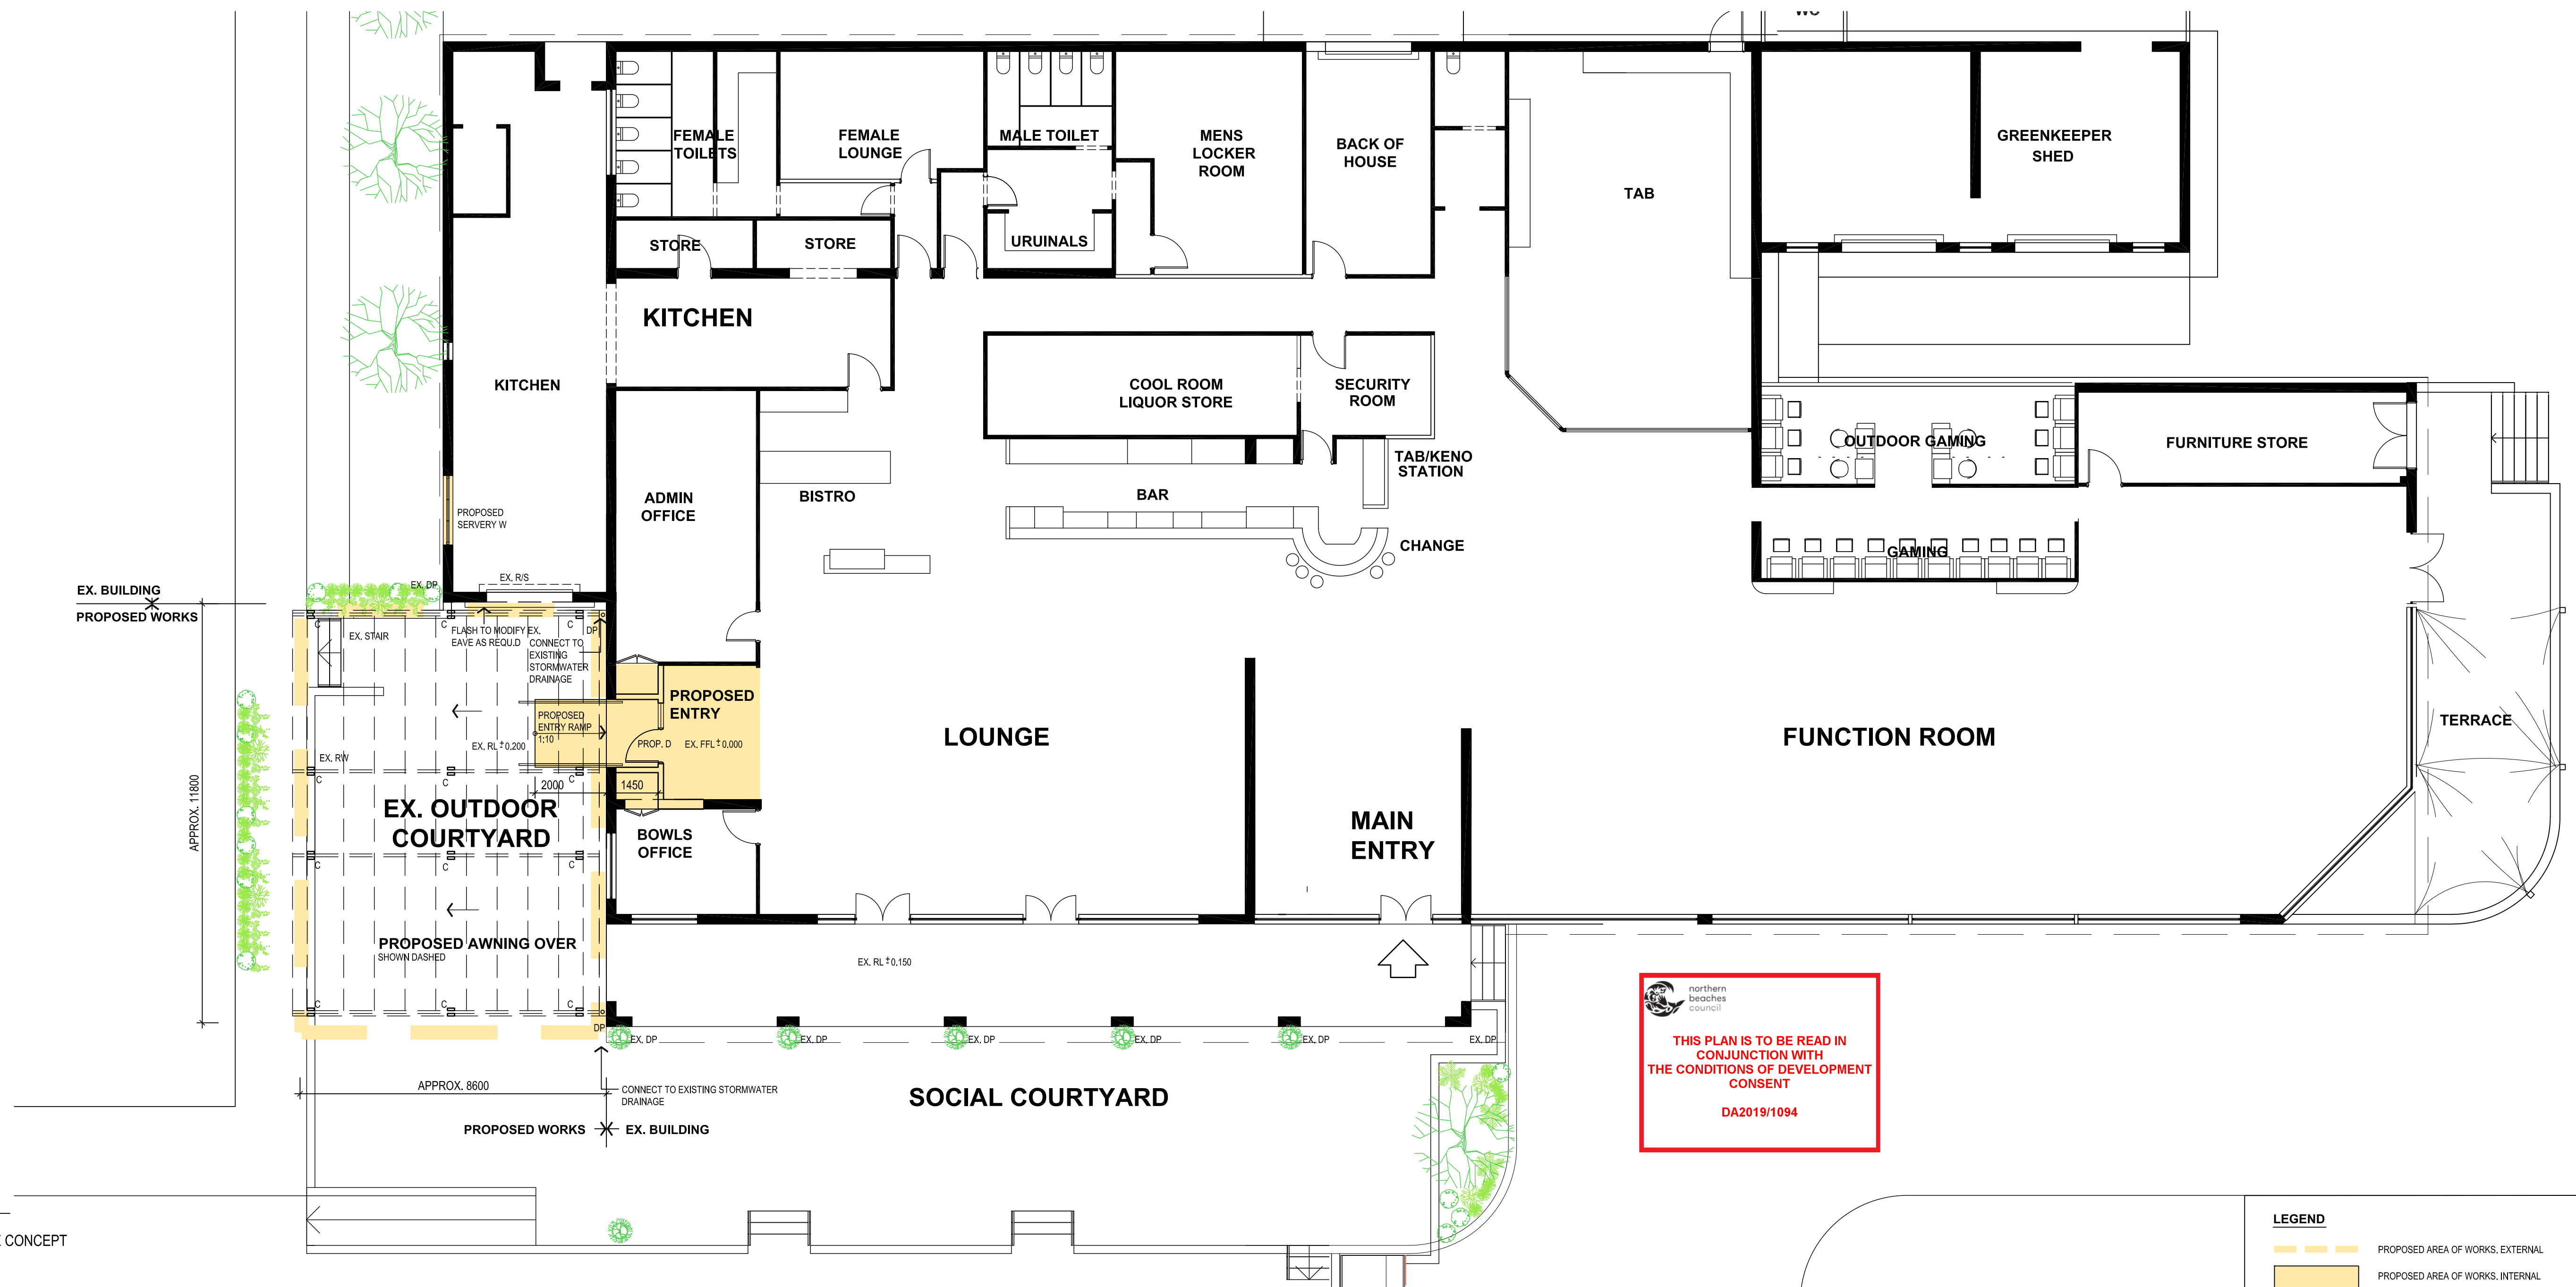 WC
FEMALE
TOILETS
FEMALE
LOUNGE
MALE TOILET
MENS
LOCKER
ROOM
BACK OF
HOUSE
TAB
GREENKEEPER
SHED
STORE
STORE
URUINALS
KITCHEN
KITCHEN
COOL ROOM
LIQUOR STORE
SECURITY
ROOM
TAB/KENO
STATION
OUTDOOR GAMING
FURNITURE STORE
PROPOSED
SERVERY W
ADMIN
OFFICE
BISTRO
BAR
CHANGE
GAMING
EX. R/S
EX. DP
EX. BUILDING
PROPOSED WORKS
C
C
C
DP
EX. STAIR
FLASH TO MODIFY EX.
EAVE AS REQU.D
CONNECT TO
EXISTING
STORMWATER
DRAINAGE
PROPOSED
ENTRY
PROPOSED
ENTRY RAMP
1:10
EX. RL ±0.200
PROP. D
EX. FFL ±0.000
LOUNGE
FUNCTION ROOM
TERRACE
EX. RW
C
C
C
2000
1450
APPROX. 11800
EX. OUTDOOR
COURTYARD
BOWLS
OFFICE
MAIN
ENTRY
C
C
C
PROPOSED AWNING OVER
SHOWN DASHED
EX. RL ±0.150
C
C
C
DP
EX. DP
EX. DP
EX. DP
EX. DP
EX. DP
EX. DP
northern
beaches
council
THIS PLAN IS TO BE READ IN
CONJUNCTION WITH
THE CONDITIONS OF DEVELOPMENT
CONSENT
DA2019/1094
APPROX. 8600
CONNECT TO EXISTING STORMWATER
DRAINAGE
SOCIAL COURTYARD
PROPOSED WORKS
EX. BUILDING
CONCEPT
LEGEND
PROPOSED AREA OF WORKS. EXTERNAL
PROPOSED AREA OF WORKS. INTERNAL